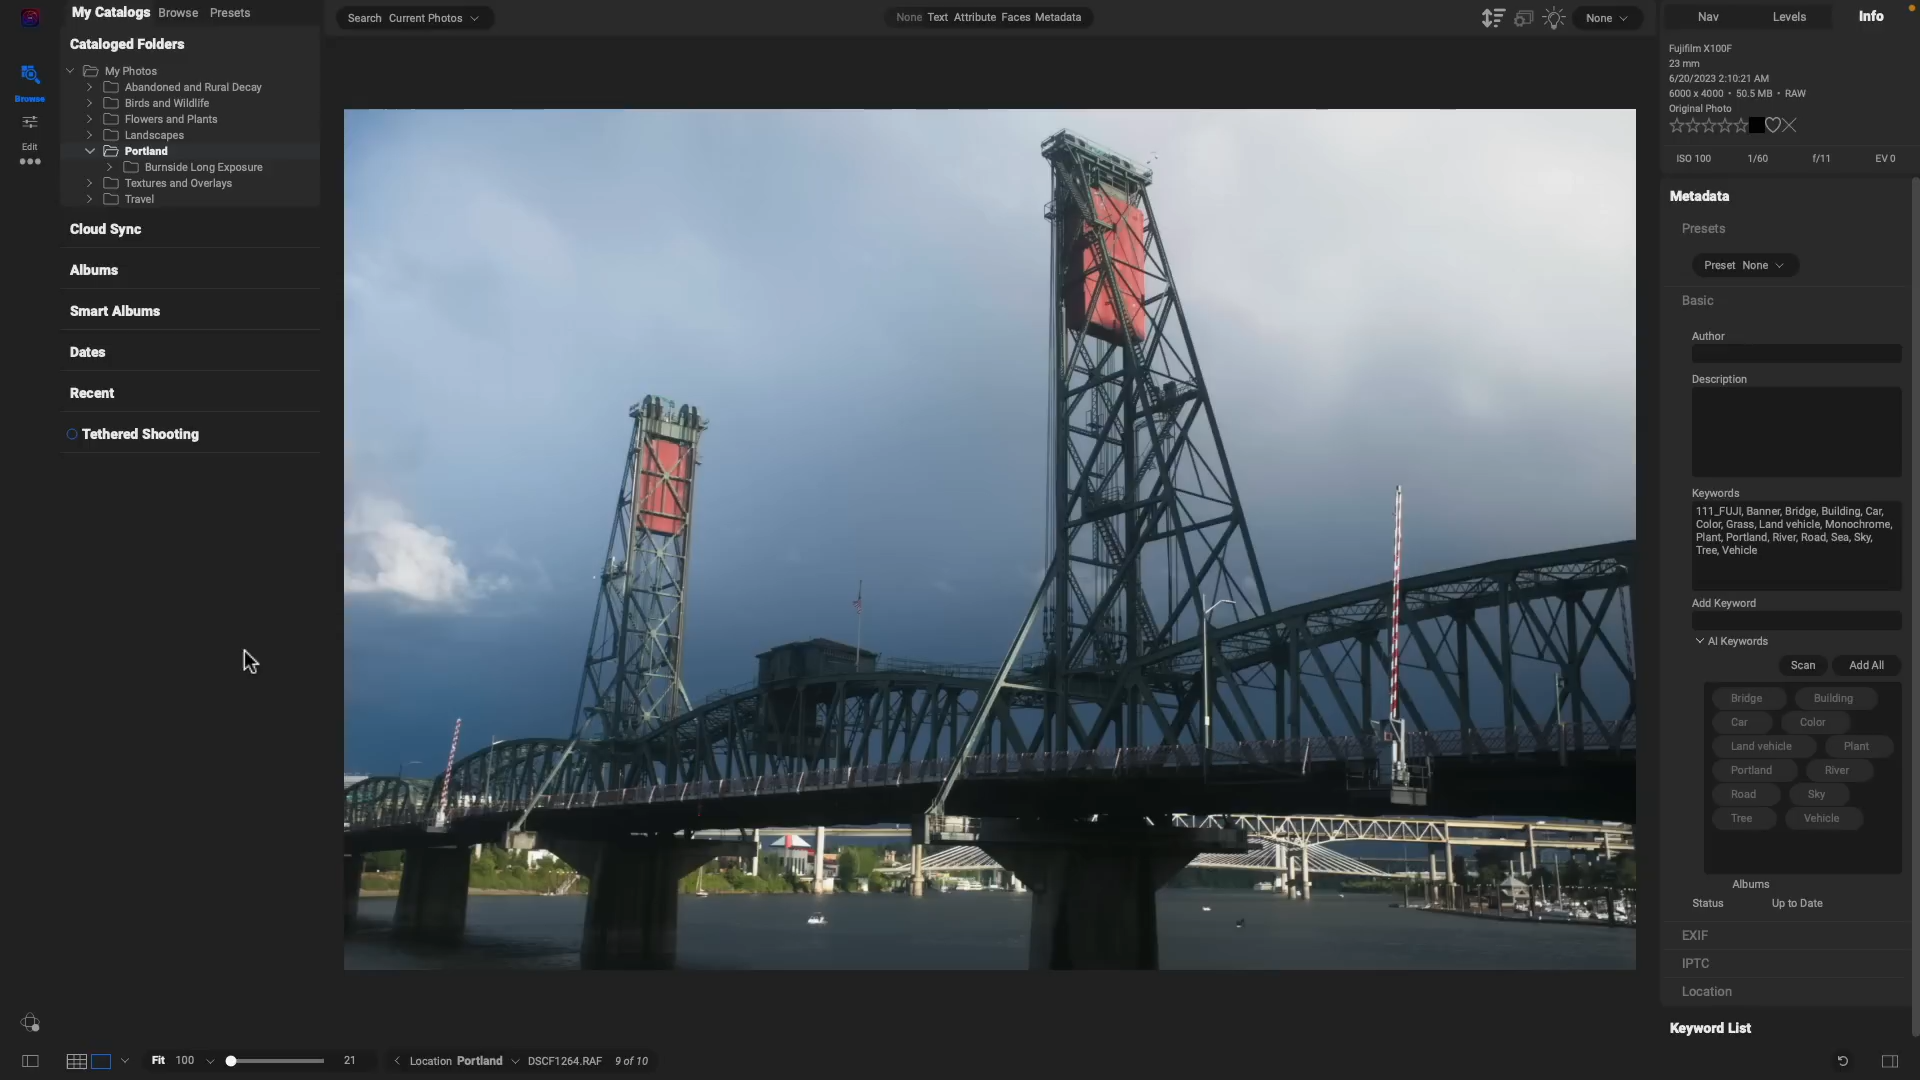 My Catalogs Browse Presets
Search Current Photos
None Text Attribute Faces Metadata
None
Nav Levels Info
Cataloged Folders
My Photos
Abandoned and Rural Decay
Birds and Wildlife
Flowers and Plants
Landscapes
Portland
Burnside Long Exposure
Textures and Overlays
Travel
Cloud Sync
Albums
Smart Albums
Dates
Recent
Tethered Shooting
Browse
Edit
Fujifilm X100F
23 mm
6/20/2023 2:10:21 AM
6000 x 4000 • 50.5 MB • RAW
Original Photo
ISO 100 1/60 f/11 EV 0
Metadata
Presets
Preset None
Basic
Author
Description
Keywords
111_FUJI, Banner, Bridge, Building, Car,
Color, Grass, Land vehicle, Monochrome,
Plant, Portland, River, Road, Sea, Sky,
Tree, Vehicle
Add Keyword
AI Keywords
Scan Add All
Bridge Building
Car Color
Land vehicle Plant
Portland River
Road Sky
Tree Vehicle
Albums
Status Up to Date
EXIF
IPTC
Location
Keyword List
Fit 100 21 Location Portland DSCF1264.RAF 9 of 10